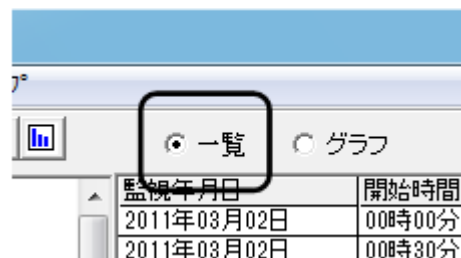 ﾌﾟ
一覧 グラフ
監視年月日 開始時間
2011年03月02日 00時00分
2011年03月02日 00時30分